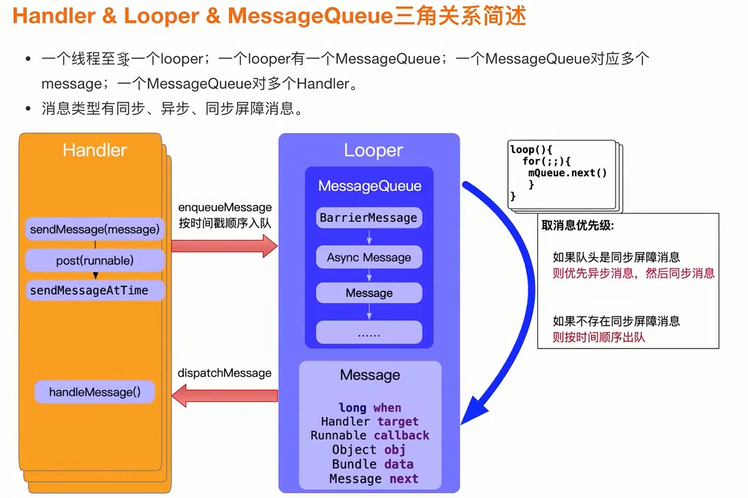 Handler & Looper & MessageQueue三角关系简述
• 一个线程至多一个looper；一个looper有一个MessageQueue；一个MessageQueue对应多个
message；一个MessageQueue对多个Handler。
• 消息类型有同步、异步、同步屏障消息。
Handler
sendMessage(message)
post(runnable)
sendMessageAtTime
handleMessage()
enqueueMessage
按时间戳顺序入队
dispatchMessage
Looper
MessageQueue
BarrierMessage
Async Message
Message
......
Message
long when
Handler target
Runnable callback
Object obj
Bundle data
Message next
loop(){
for(;;){
mQueue.next()
}
}
取消息优先级:
如果队头是同步屏障消息
则优先异步消息，然后同步消息
如果不存在同步屏障消息
则按时间顺序出队